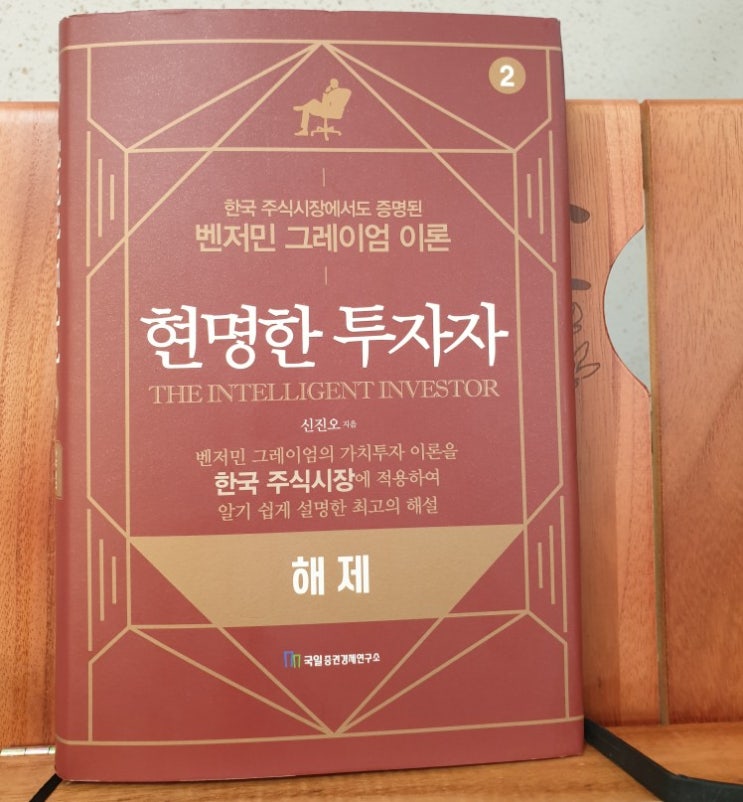 2
한국 주식시장에서도 증명된
벤저민 그레이엄 이론
현명한 투자자
THE INTELLIGENT INVESTOR
신진오 지음
벤저민 그레이엄의 가치투자 이론을
한국 주식시장에 적용하여
알기 쉽게 설명한 최고의 해설
해제
국일증권경제연구소